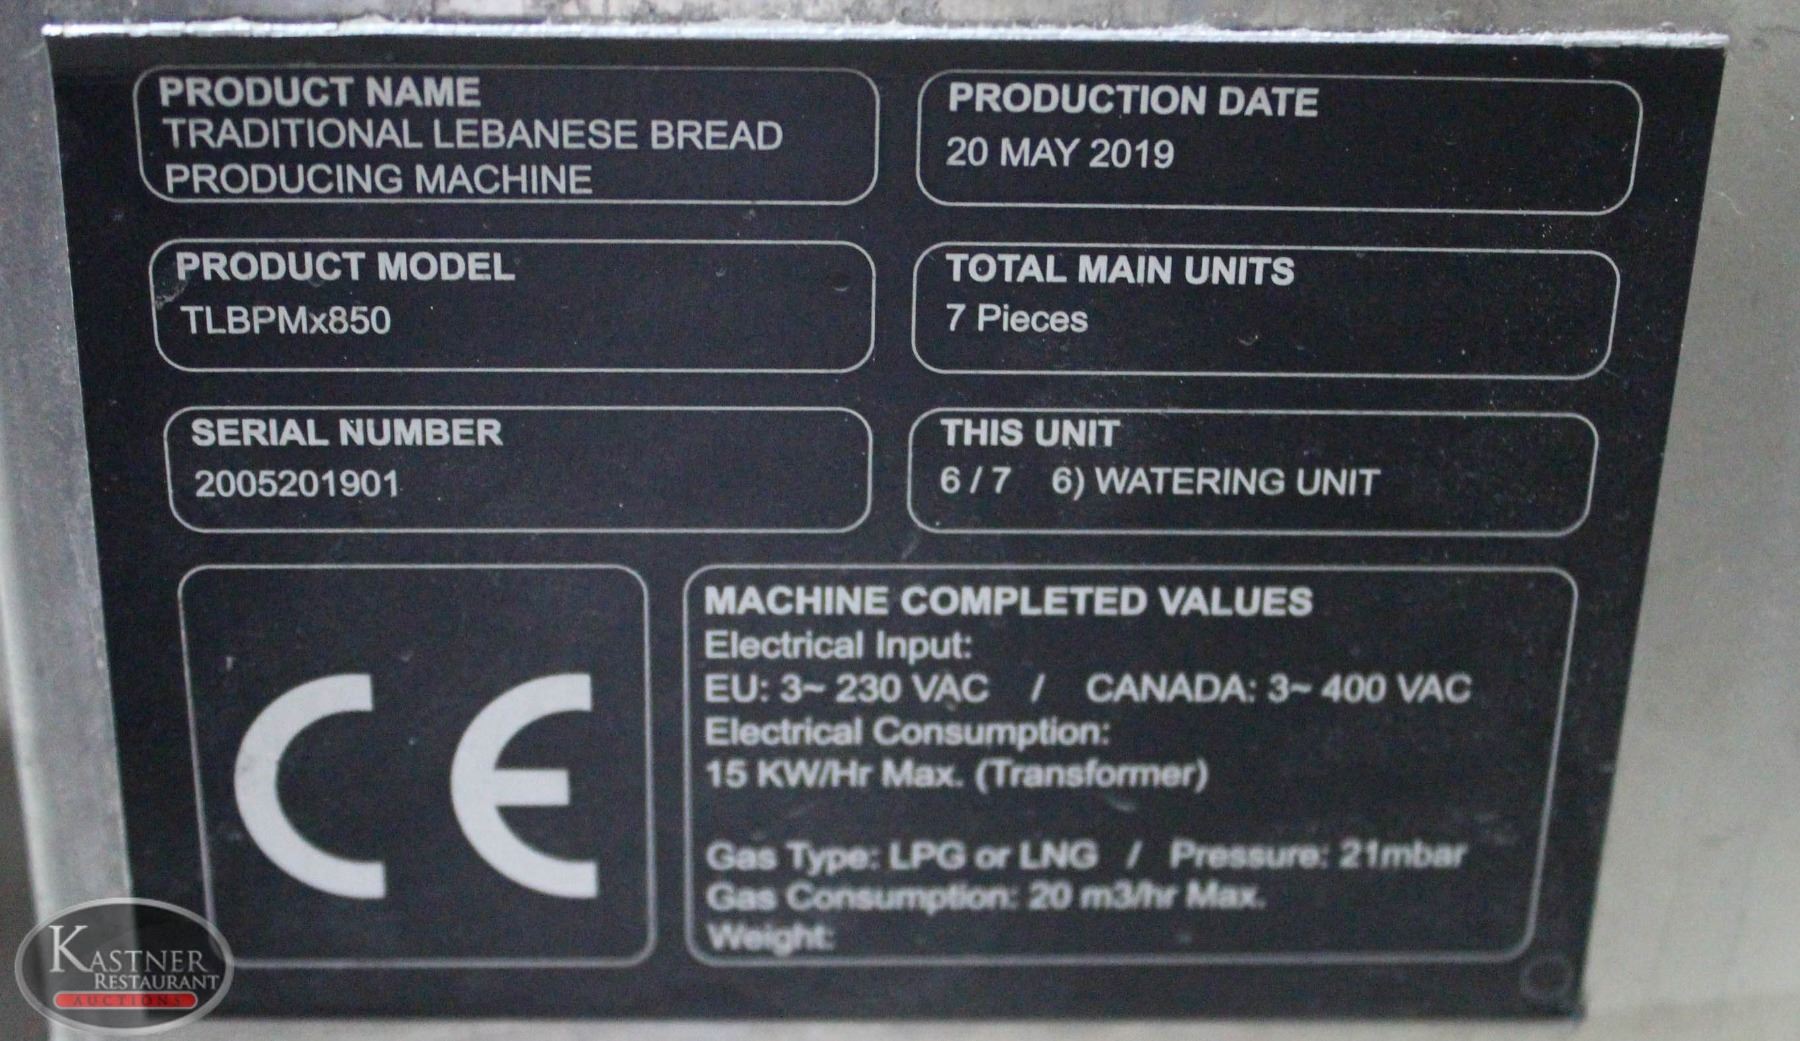 PRODUCT NAME
TRADITIONAL LEBANESE BREAD
PRODUCING MACHINE
PRODUCTION DATE
20 MAY 2019
PRODUCT MODEL
TLBPMx850
TOTAL MAIN UNITS
7 Pieces
SERIAL NUMBER
2005201901
THIS UNIT
6 / 7 6) WATERING UNIT
CE
MACHINE COMPLETED VALUES
Electrical Input:
EU: 3~ 230 VAC / CANADA: 3~ 400 VAC
Electrical Consumption:
15 KW/Hr Max. (Transformer)
Gas Type: LPG or LNG / Pressure: 21mbar
Gas Consumption: 20 m3/hr Max.
Weight:
KASTNER
RESTAURANT
AUCTIONS